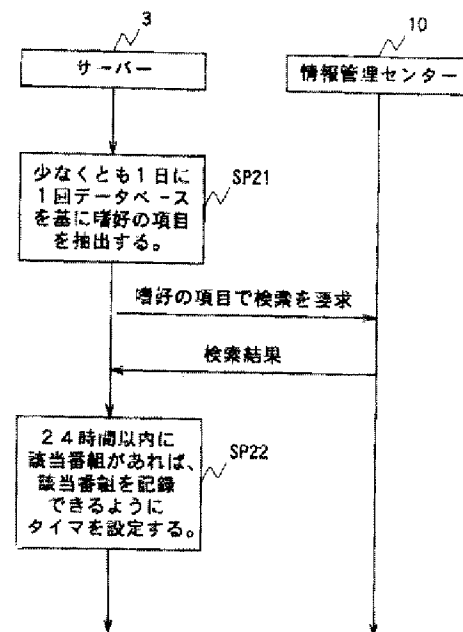 3
10
サーバー
情報管理センター
少なくとも1日に
1回データベース
を基に嗜好の項目
を抽出する。
SP21
嗜好の項目で検索を要求
検索結果
24時間以内に
該当番組があれば、
該当番組を記録
できるように
タイマを設定する。
SP22